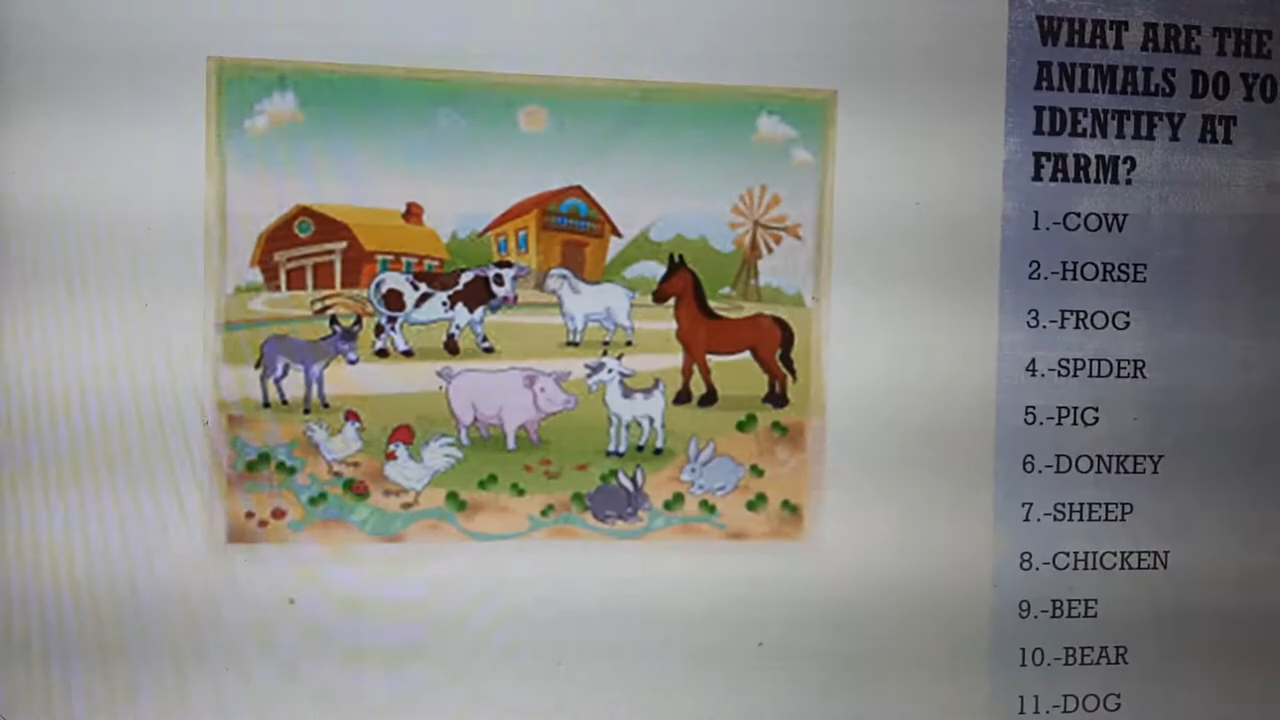 WHAT ARE THE
ANIMALS DO YO
IDENTIFY AT
FARM?
1.-COW
2.-HORSE
3.-FROG
4.-SPIDER
5.-PIG
6.-DONKEY
7.-SHEEP
8.-CHICKEN
9.-BEE
10.-BEAR
11.-DOG